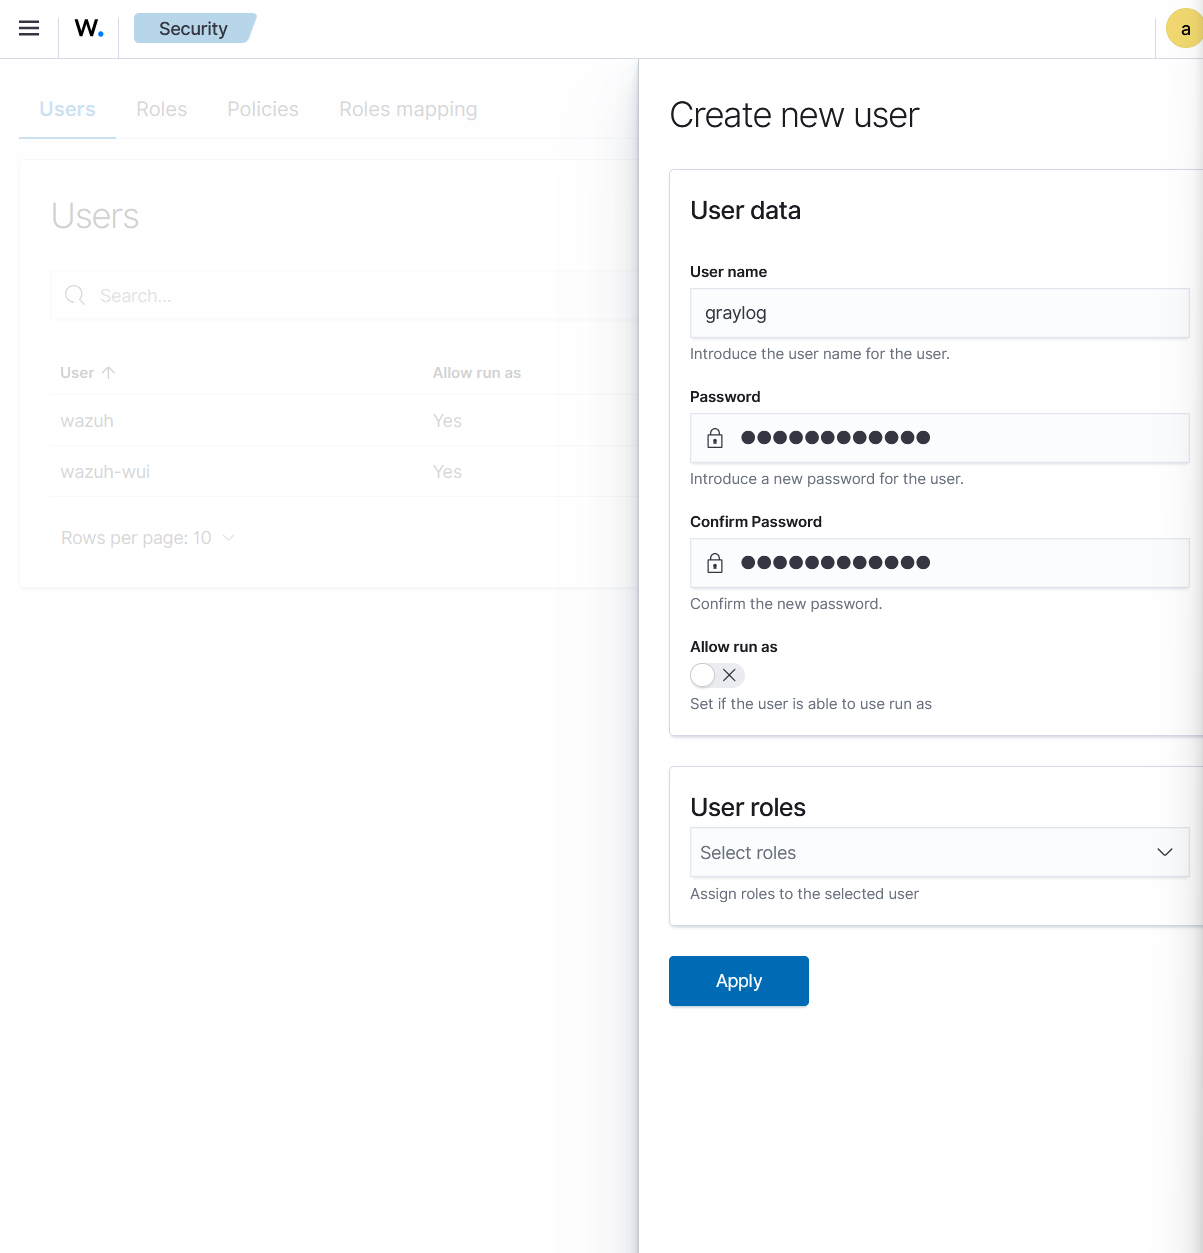 W.
Security
a
Users
Roles
Policies
Roles mapping
Users
Search...
User
Allow run as
wazuh
Yes
wazuh-wui
Yes
Rows per page: 10
Create new user
User data
User name
graylog
Introduce the user name for the user.
Password
●●●●●●●●●●●●
Introduce a new password for the user.
Confirm Password
●●●●●●●●●●●●
Confirm the new password.
Allow run as
Set if the user is able to use run as
User roles
Select roles
Assign roles to the selected user
Apply